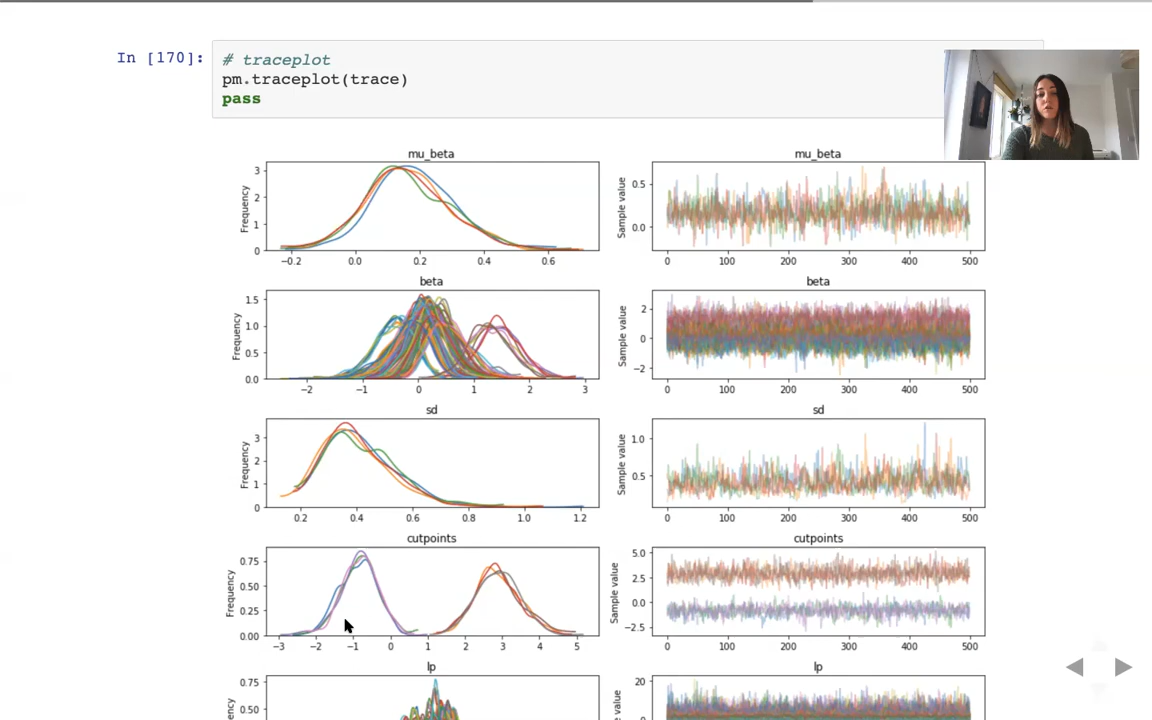 In [170]:
# traceplot
pm.traceplot(trace)
pass
mu_beta
Frequency
3
2
1
0
−0.2 0.0 0.2 0.4 0.6
mu_beta
Sample value
0.5
0.0
0 100 200 300 400 500
beta
Frequency
1.5
1.0
0.5
0.0
−2 −1 0 1 2 3
beta
Sample value
2
0
−2
0 100 200 300 400 500
sd
Frequency
3
2
1
0
0.2 0.4 0.6 0.8 1.0 1.2
sd
Sample value
1.0
0.5
0 100 200 300 400 500
cutpoints
Frequency
0.75
0.50
0.25
0.00
−3 −2 −1 0 1 2 3 4 5
cutpoints
Sample value
5.0
2.5
0.0
−2.5
0 100 200 300 400 500
lp
0.75
0.50
lp
20